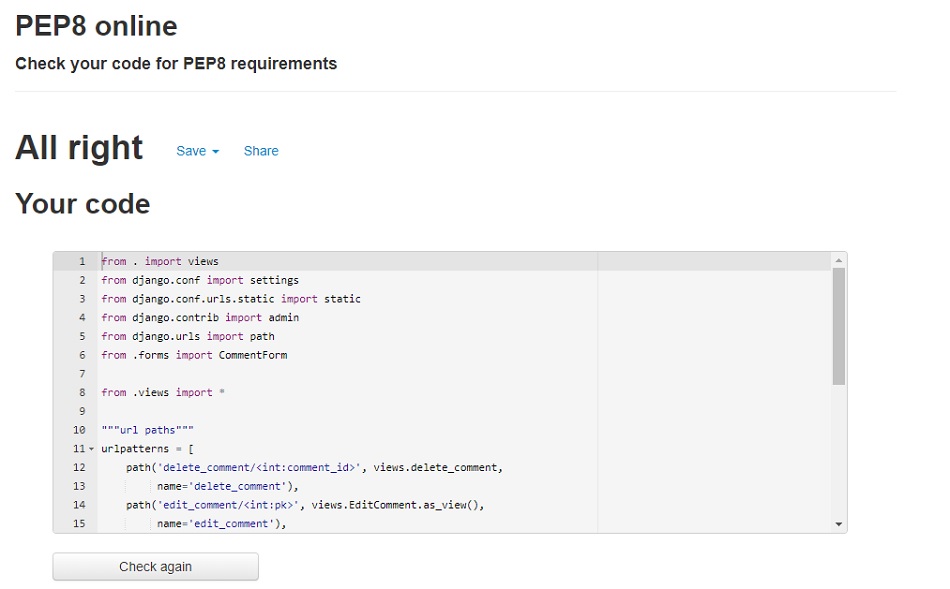 PEP8 online
Check your code for PEP8 requirements
All right Save Share
Your code
1 from . import views
2 from django.conf import settings
3 from django.conf.urls.static import static
4 from django.contrib import admin
5 from django.urls import path
6 from .forms import CommentForm
7
8 from .views import *
9
10 """url paths"""
11 urlpatterns = [
12 path('delete_comment/<int:comment_id>', views.delete_comment,
13 name='delete_comment'),
14 path('edit_comment/<int:pk>', views.EditComment.as_view(),
15 name='edit_comment'),
Check again